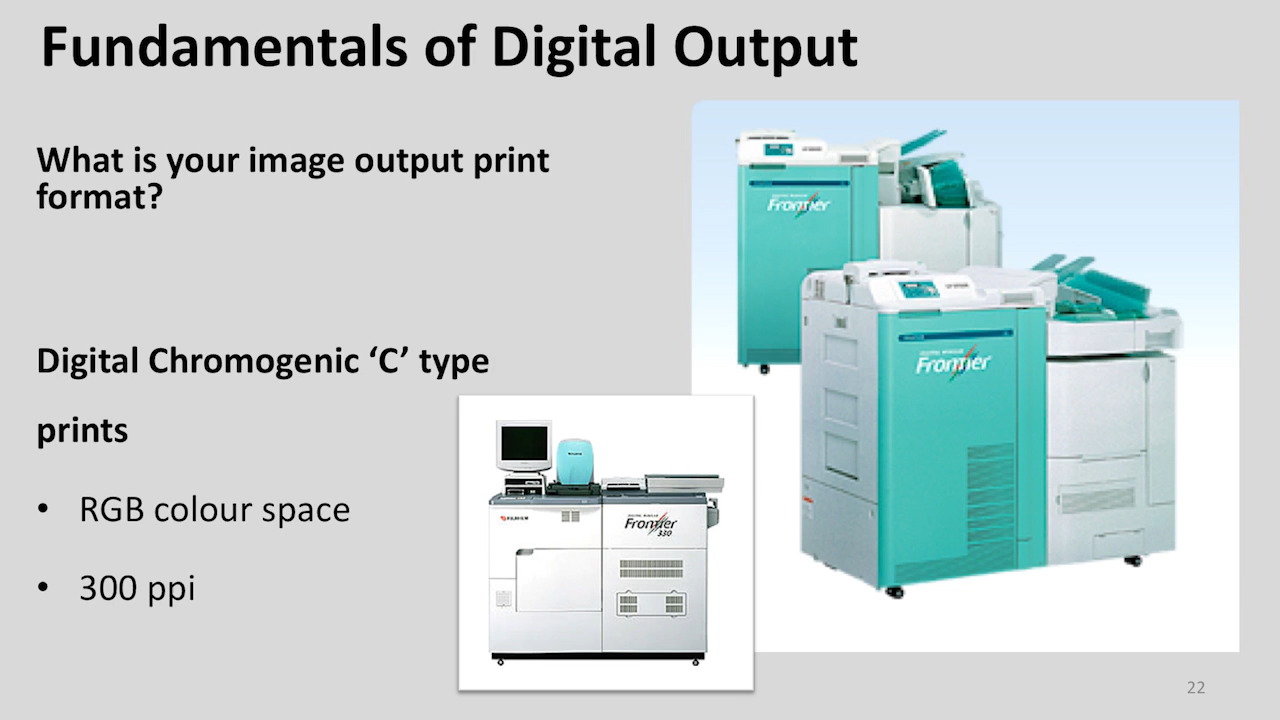 Fundamentals of Digital Output
What is your image output print
format?
Digital Chromogenic ‘C’ type
prints
• RGB colour space
• 300 ppi
Frontier
Frontier
FUJIFILM
Frontier
330
22